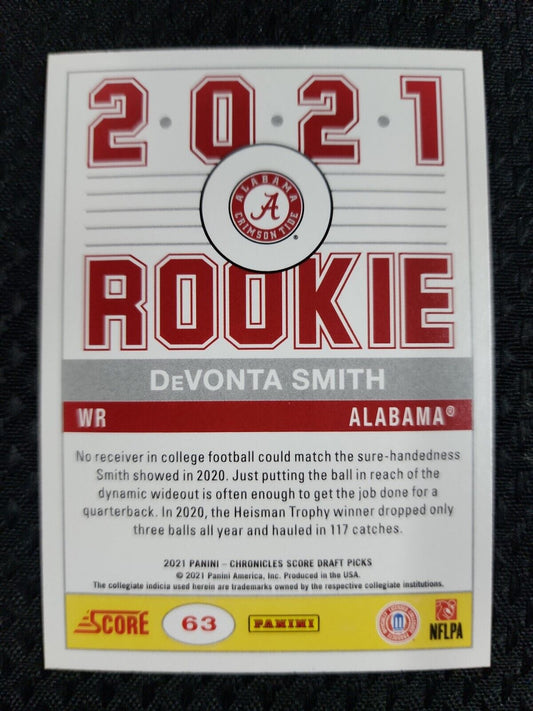 2·0·2·1
ALABAMA
A
CRIMSON TIDE
®
ROOKIE
DeVONTA SMITH
WR ALABAMA®
No receiver in college football could match the sure-handedness
Smith showed in 2020. Just putting the ball in reach of the
dynamic wideout is often enough to get the job done for a
quarterback. In 2020, the Heisman Trophy winner dropped only
three balls all year and hauled in 117 catches.
2021 PANINI – CHRONICLES SCORE DRAFT PICKS
© 2021 Panini America, Inc. Produced in the USA.
The collegiate indicia used herein are trademarks owned by the respective collegiate institutions.
SCORE 63 PANINI NFLPA